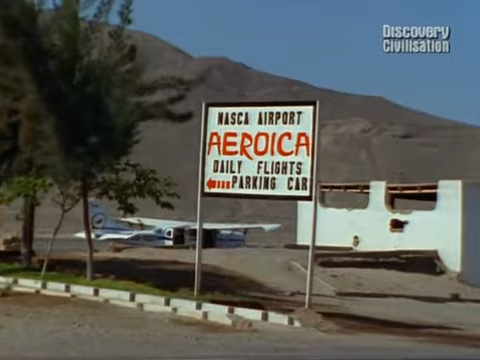 Discovery
Civilisation
NASCA AIRPORT
AEROICA
DAILY FLIGHTS
PARKING CAR